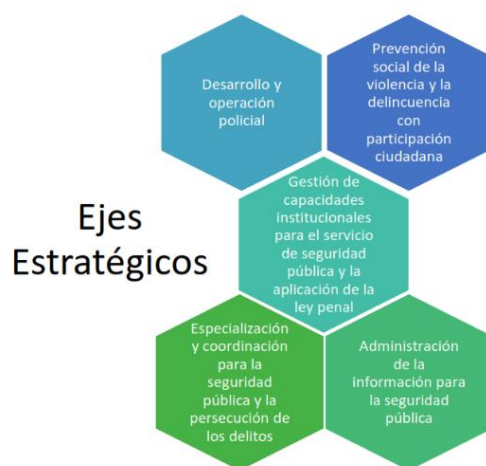 Desarrollo y
operación
policial
Prevención
social de la
violencia y la
delincuencia
con
participación
ciudadana
Ejes
Estratégicos
Gestión de
capacidades
institucionales
para el servicio
de seguridad
pública y la
aplicación de la
ley penal
Especialización
y coordinación
para la
seguridad
pública y la
persecución de
los delitos
Administración
de la
información para
la seguridad
pública